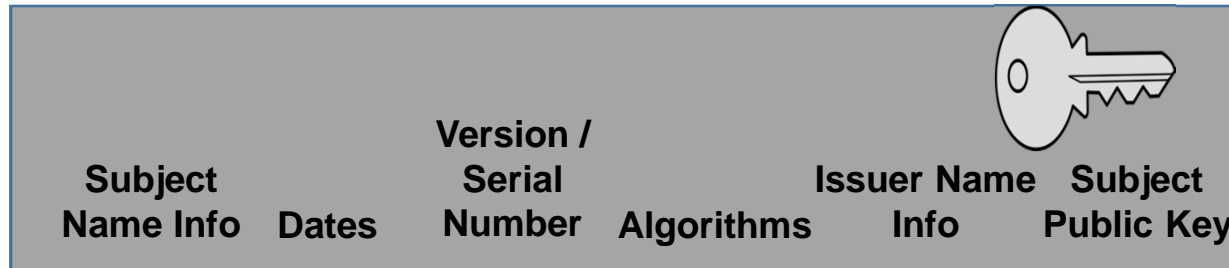 Subject
Name Info
Dates
Version /
Serial
Number
Algorithms
Issuer Name
Info
Subject
Public Key